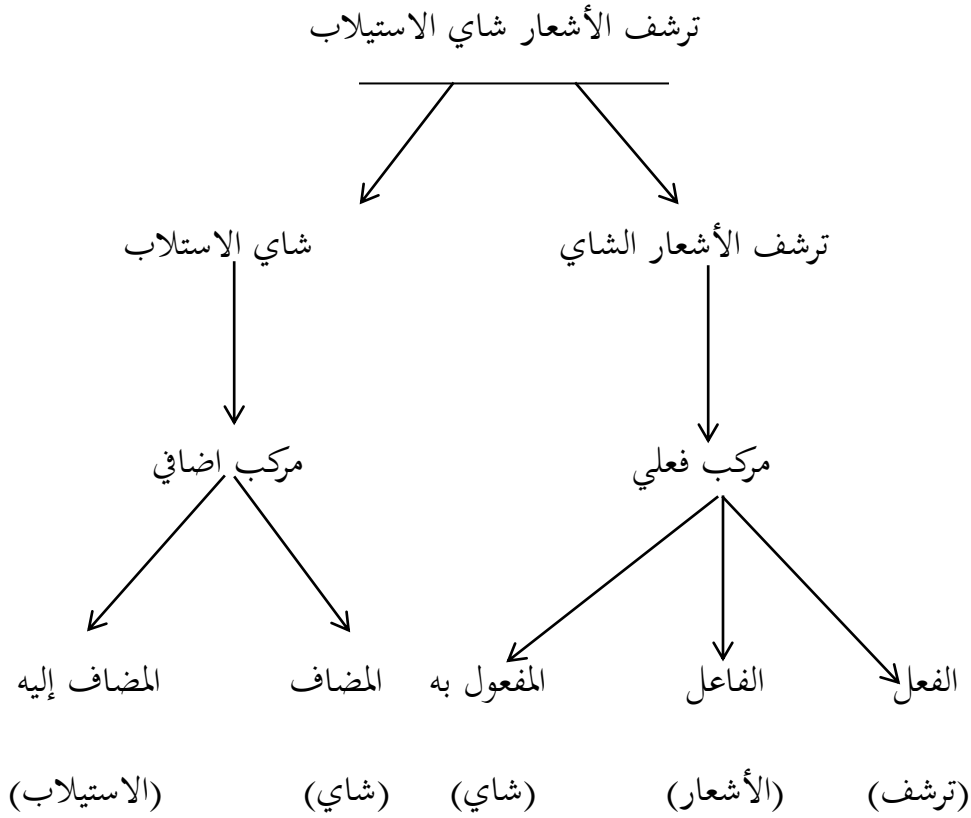 ترشف الأشعار شاي الاستيلاب
ترشف الأشعار الشاي
شاي الاستلاب
مركب فعلي
مركب اضافي
الفعل
الفاعل
المفعول به
المضاف
المضاف إليه
(ترشف)
(الأشعار)
(شاي)
(شاي)
(الاستيلاب)